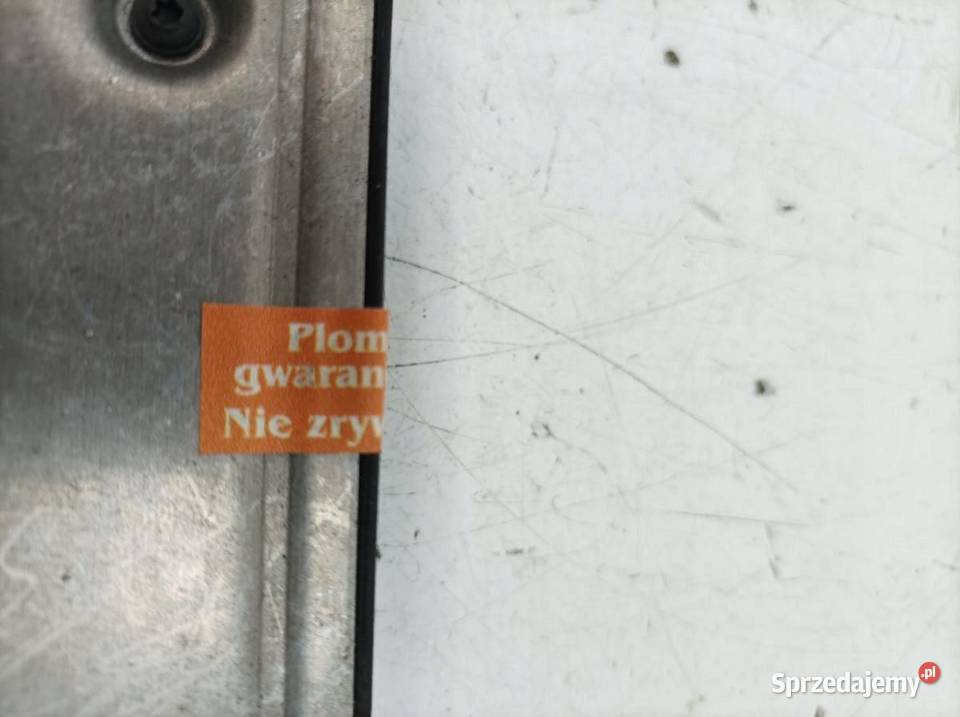 Plom
gwaran
Nie zryw
Sprzedajemy.pl